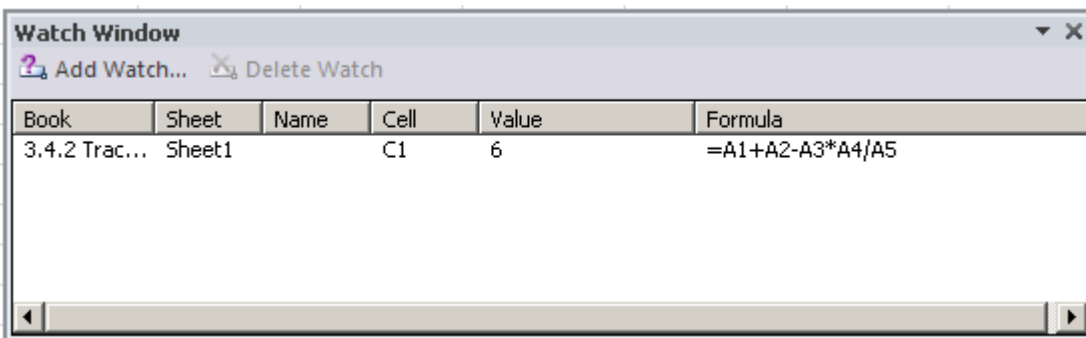 Watch Window
Add Watch... Delete Watch
Book Sheet Name Cell Value Formula
3.4.2 Trac... Sheet1 C1 6 =A1+A2-A3*A4/A5